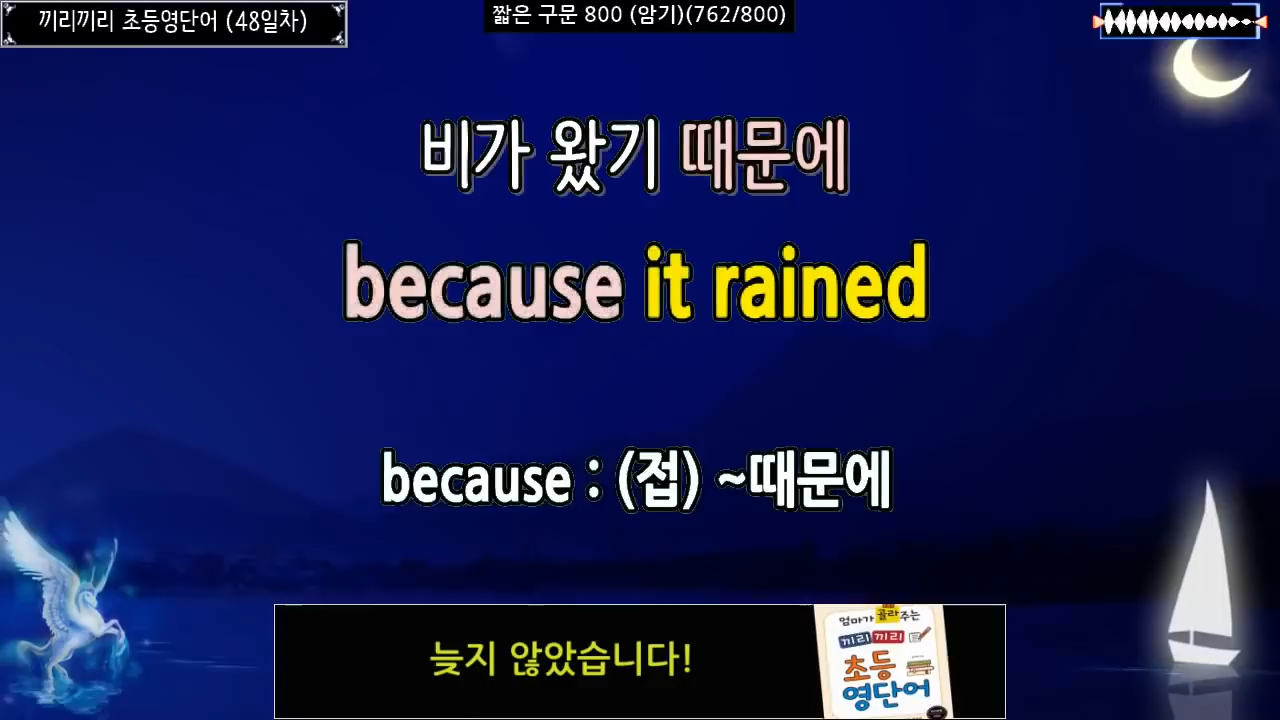 끼리끼리 초등영단어 (48일차)
짧은 구문 800 (암기)(762/800)
비가 왔기 때문에
because it rained
because : (접) ~때문에
늦지 않았습니다!
엄마가 골라주는
끼리끼리
초등
영단어